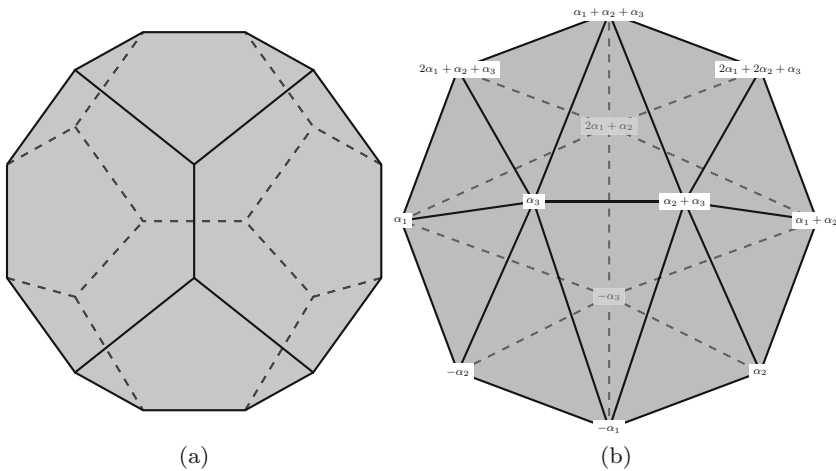 α₁ + α₂ + α₃
2α₁ + α₂ + α₃
2α₁ + 2α₂ + α₃
2α₁ + α₂
α₃
α₂ + α₃
α₁
α₁ + α₂
−α₃
−α₂
α₂
−α₁
(a)
(b)